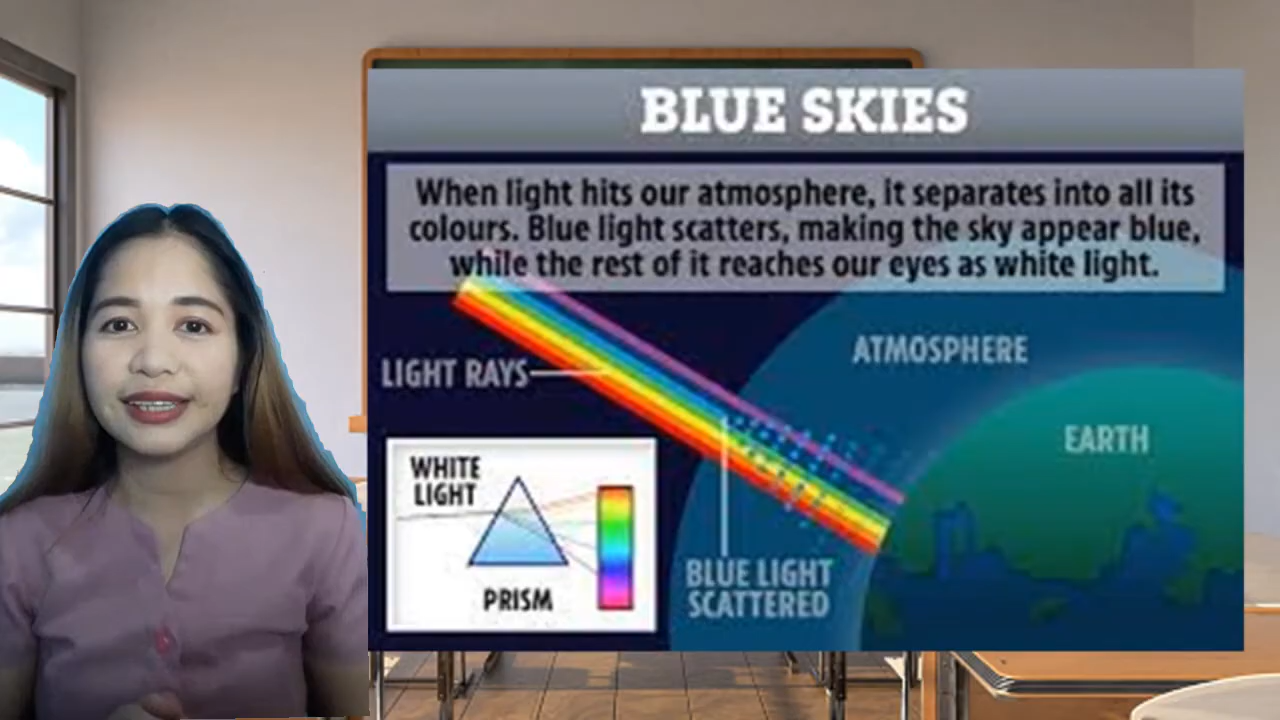 BLUE SKIES
When light hits our atmosphere, it separates into all its
colours. Blue light scatters, making the sky appear blue,
while the rest of it reaches our eyes as white light.
LIGHT RAYS
ATMOSPHERE
EARTH
WHITE
LIGHT
PRISM
BLUE LIGHT
SCATTERED